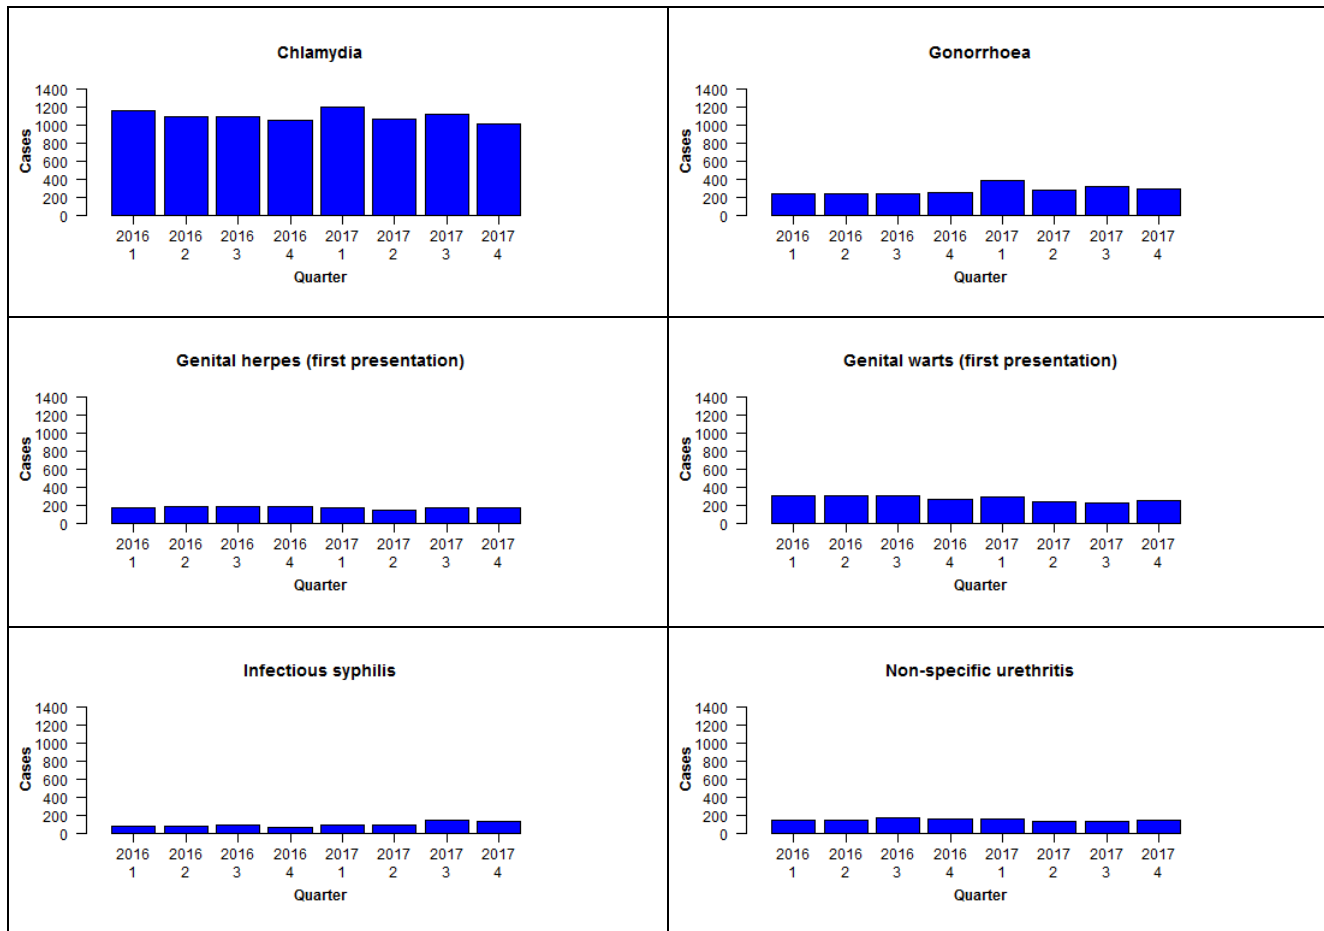 Chlamydia
1400
1200
1000
800
600
400
200
0
Cases
2016 2016 2016 2016 2017 2017 2017 2017
1 2 3 4 1 2 3 4
Quarter
Gonorrhoea
1400
1200
1000
800
600
400
200
0
Cases
2016 2016 2016 2016 2017 2017 2017 2017
1 2 3 4 1 2 3 4
Quarter
Genital herpes (first presentation)
1400
1200
1000
800
600
400
200
0
Cases
2016 2016 2016 2016 2017 2017 2017 2017
1 2 3 4 1 2 3 4
Quarter
Genital warts (first presentation)
1400
1200
1000
800
600
400
200
0
Cases
2016 2016 2016 2016 2017 2017 2017 2017
1 2 3 4 1 2 3 4
Quarter
Infectious syphilis
1400
1200
1000
800
600
400
200
0
Cases
2016 2016 2016 2016 2017 2017 2017 2017
1 2 3 4 1 2 3 4
Quarter
Non-specific urethritis
1400
1200
1000
800
600
400
200
0
Cases
2016 2016 2016 2016 2017 2017 2017 2017
1 2 3 4 1 2 3 4
Quarter